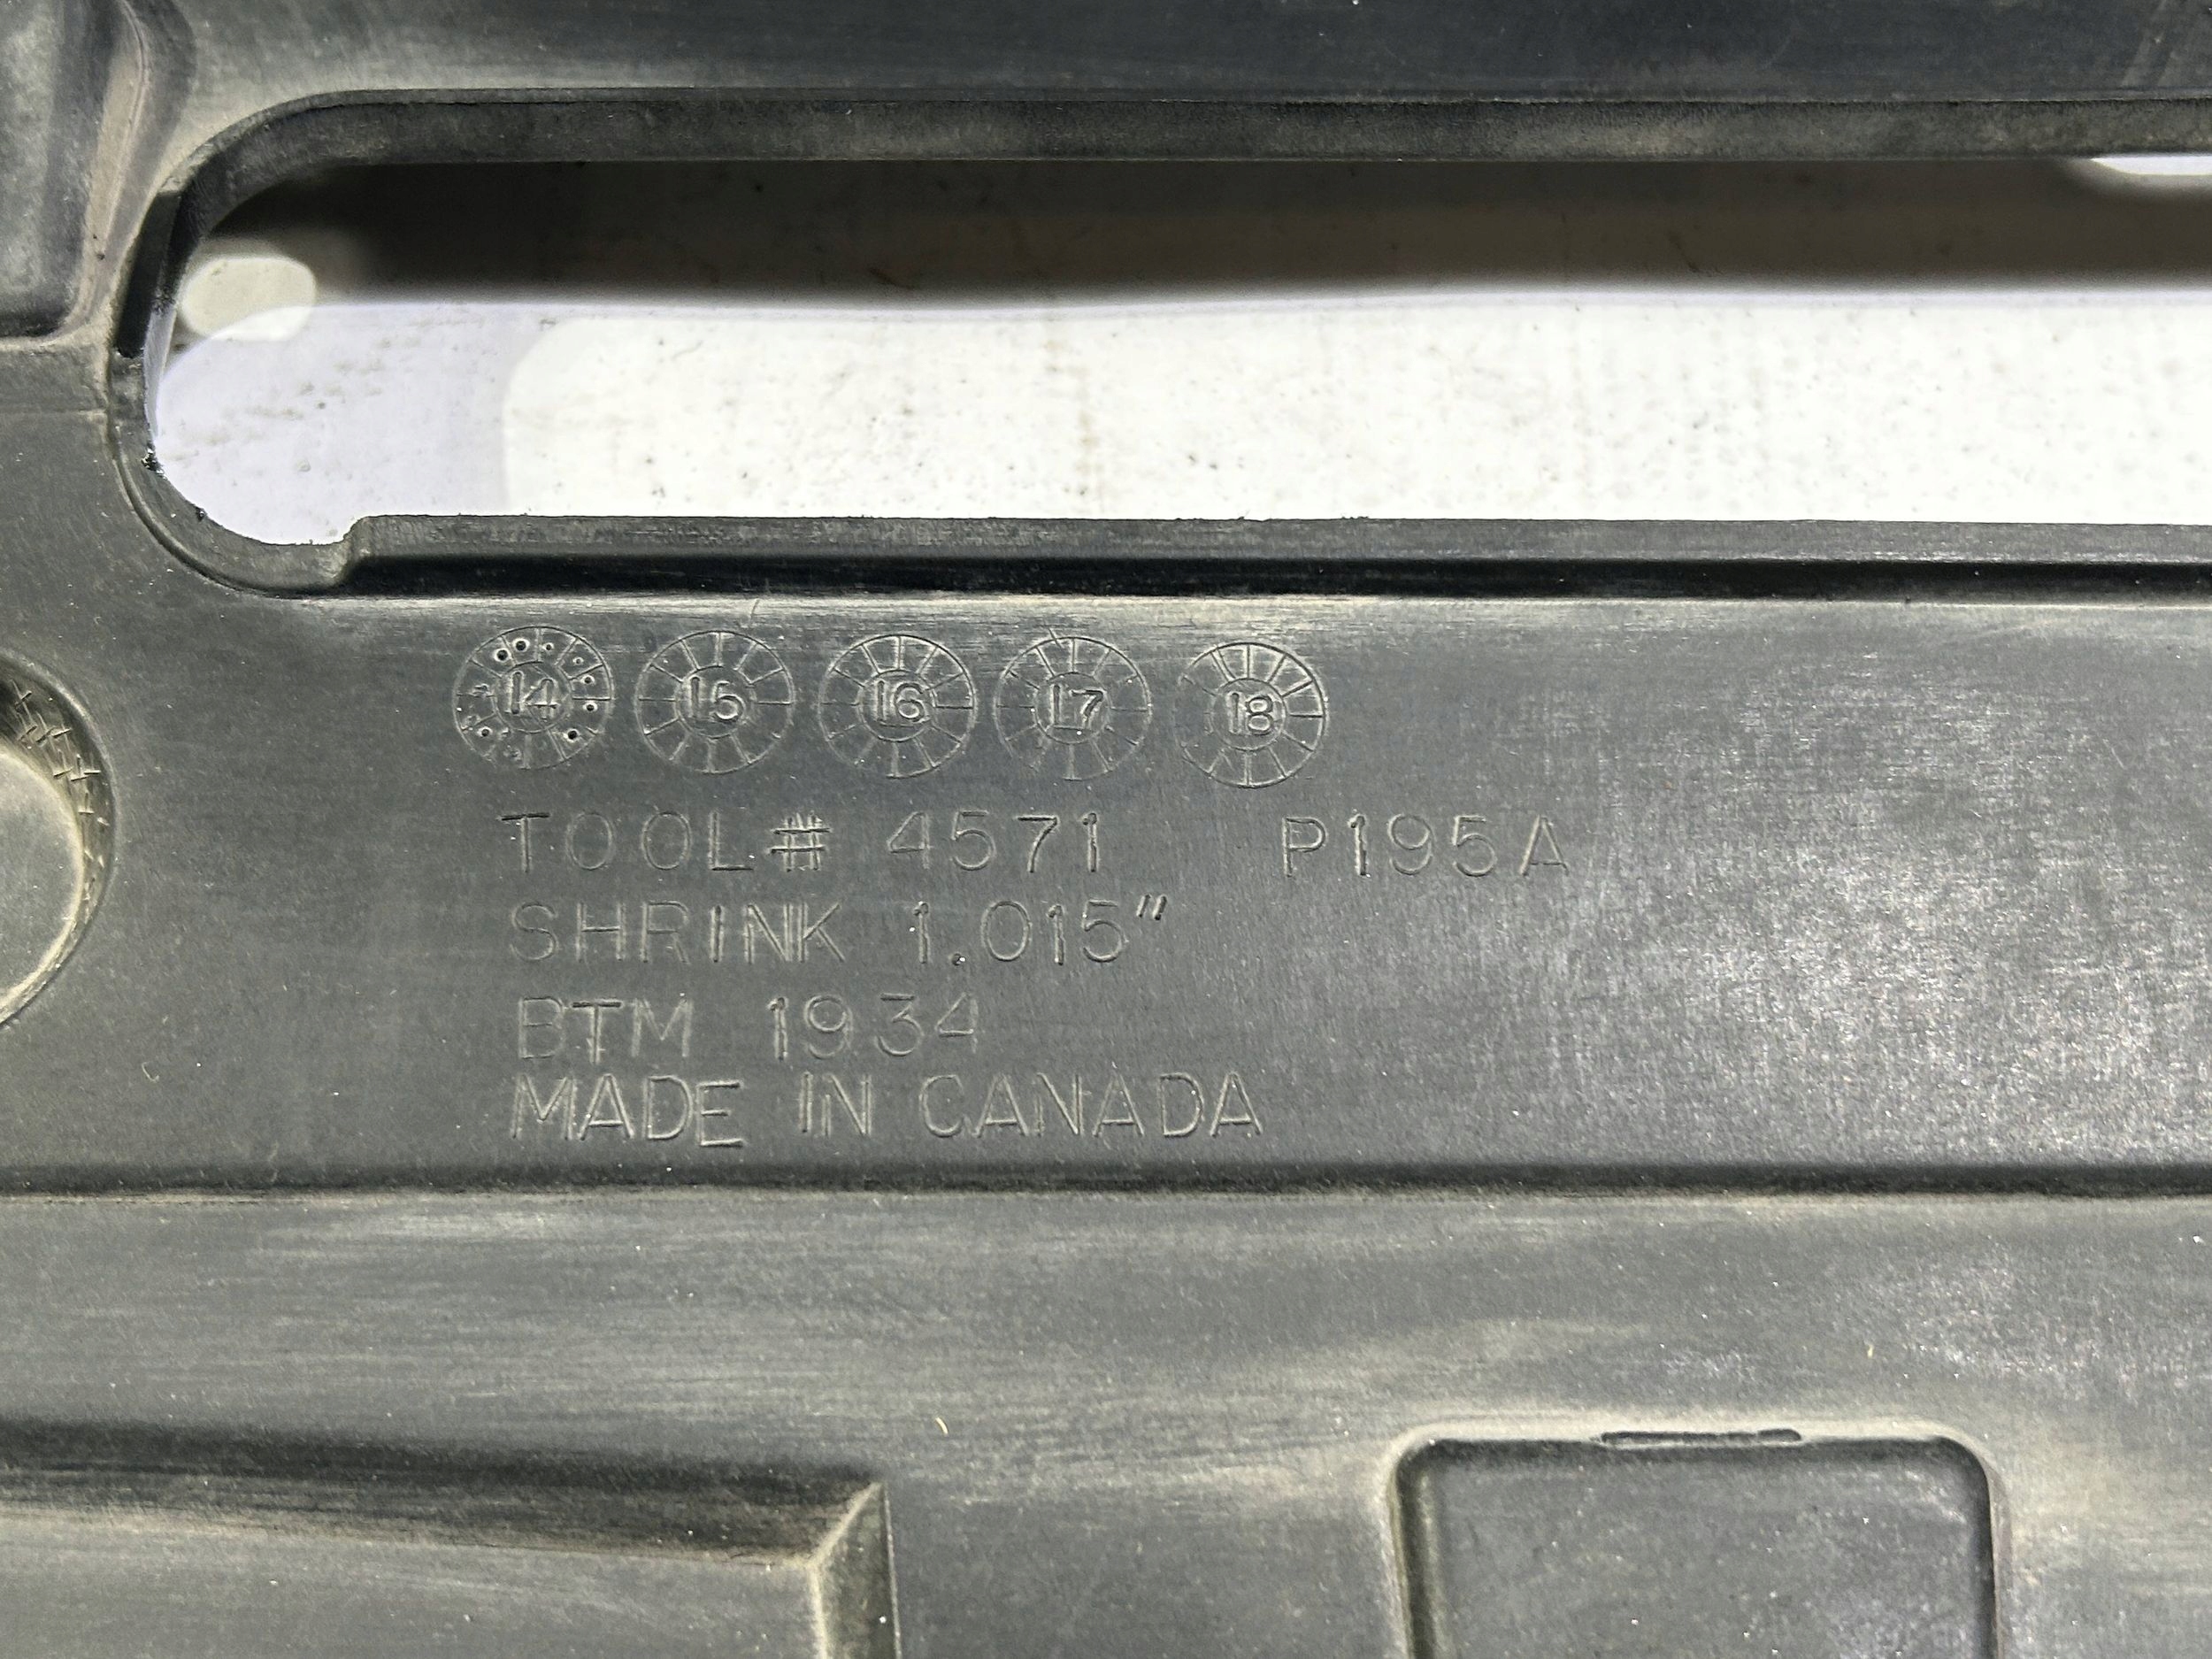 14 15 16 17 18
TOOL# 4571 P195A
SHRINK 1.015"
BTM 1934
MADE IN CANADA